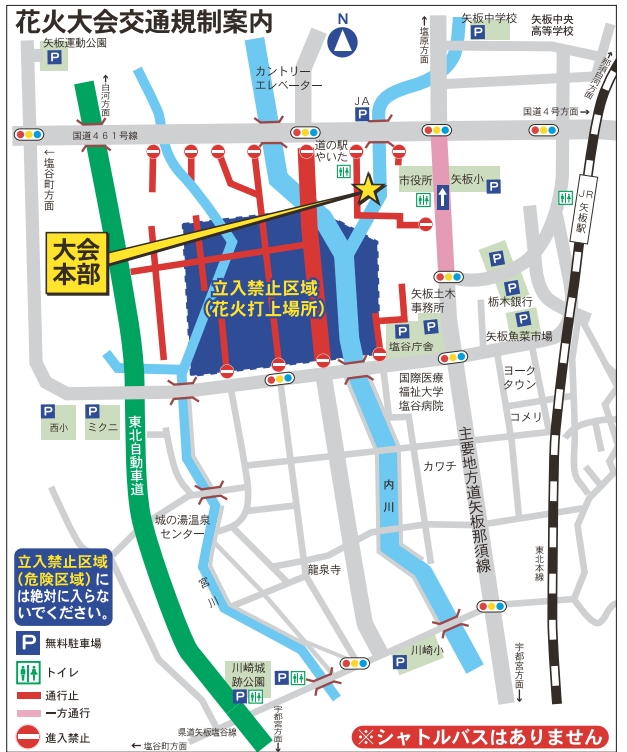 花火大会交通規制案内
N
矢板運動公園
P
↑白河方面
カントリー
エレベーター
↑塩原方面
矢板中学校
P
矢板中央
高等学校
↑那須白河方面
JA
P
国道4号方面→
国道461号線
←塩谷町方面
道の駅
やいた
市役所
矢板小
P
JR矢板駅
大会
本部
立入禁止区域
(花火打上場所)
矢板土木
事務所
P
P
栃木銀行
P
矢板魚菜市場
P
P
塩谷庁舎
国際医療
福祉大学
塩谷病院
ヨーク
タウン
コメリ
P
西小
P
ミクニ
東北自動車道
主要地方道矢板那須線
カワチ
内川
城の湯温泉
センター
宮川
龍泉寺
東北本線
立入禁止区域
(危険区域)に
は絶対に入らな
いでください。
P 無料駐車場
トイレ
通行止
一方通行
進入禁止
川崎城
跡公園
P
P
川崎小
P
宇都宮方面↓
宇都宮方面↓
県道矢板塩谷線
←塩谷町方面
※シャトルバスはありません